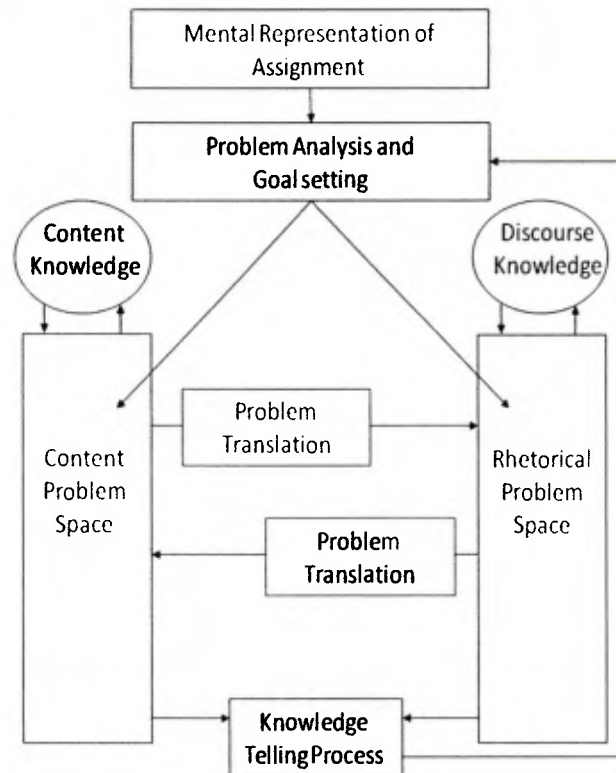 Mental Representation of
Assignment
Problem Analysis and
Goal setting
Content
Knowledge
Discourse
Knowledge
Problem
Translation
Content
Problem
Space
Rhetorical
Problem
Space
Problem
Translation
Knowledge
Telling Process